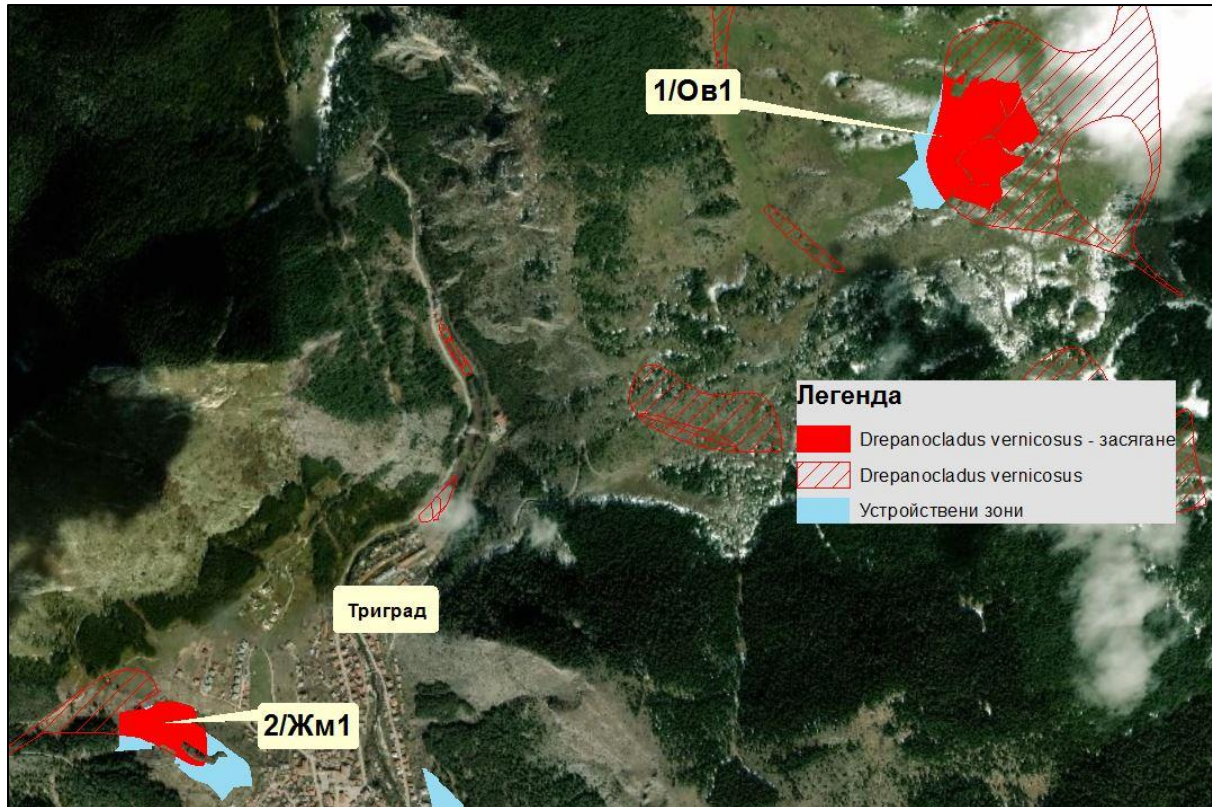 1/Ов1
Легенда
Drepanocladus vernicosus - засягане
Drepanocladus vernicosus
Устройствени зони
Триград
2/Жм1